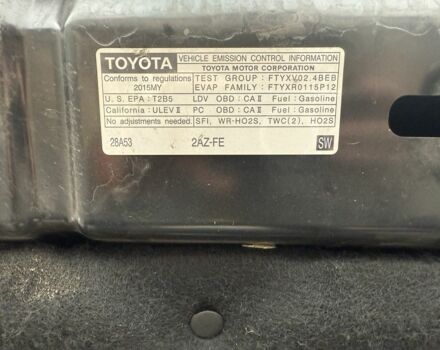 TOYOTA VEHICLE EMISSION CONTROL INFORMATION
TOYOTA MOTOR CORPORATION
Conforms to regulations TEST GROUP : FTYXV02.4BEB
2015MY EVAP FAMILY : FTYXR0115P12
U. S. EPA : T2B5 LDV OBD : CA II Fuel : Gasoline
California : ULEV II PC OBD : CA II Fuel : Gasoline
No adjustments needed. SFI, WR-HO2S, TWC(2), HO2S
28A53 2AZ-FE SW